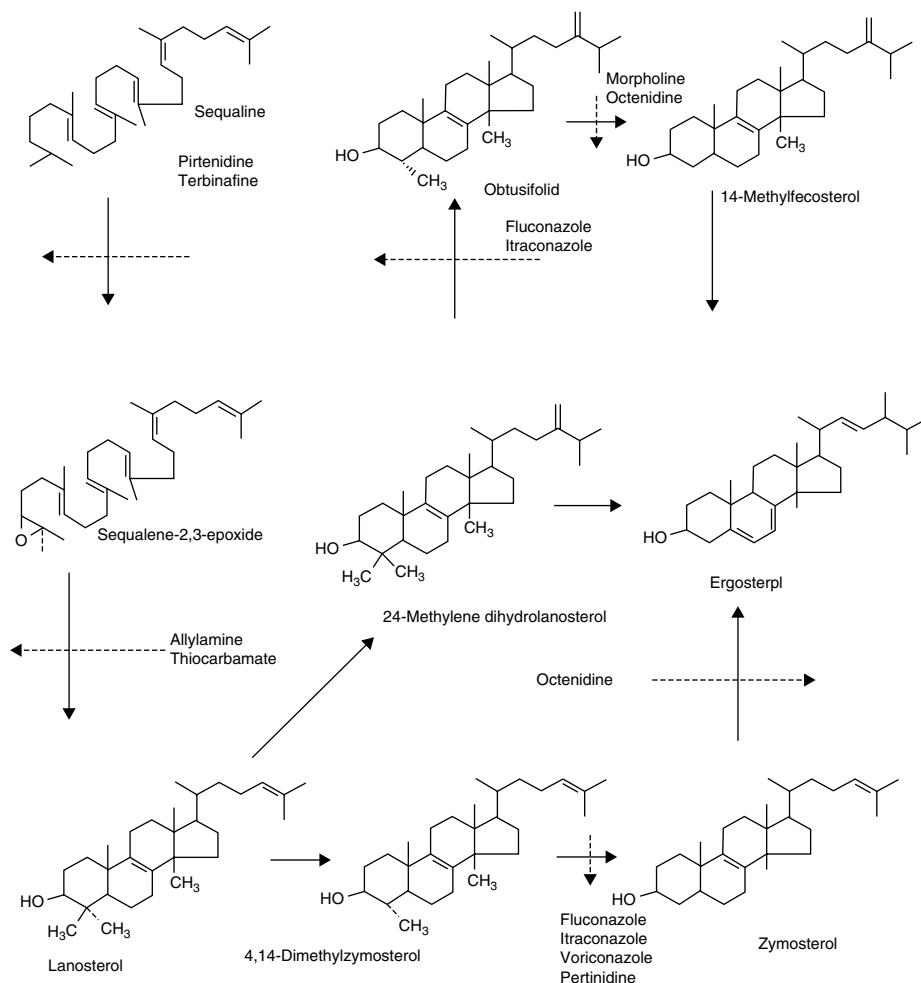 Sequaline
Pirtenidine
Terbinafine
HO
CH₃
CH₃
Obtusifolid
Morpholine
Octenidine
HO
CH₃
14-Methylfecosterol
Fluconazole
Itraconazole
O
Sequalene-2,3-epoxide
HO
H₃C
CH₃
CH₃
24-Methylene dihydrolanosterol
HO
Ergosterpl
Allylamine
Thiocarbamate
Octenidine
HO
H₃C
CH₃
CH₃
Lanosterol
HO
CH₃
CH₃
4,14-Dimethylzymosterol
Fluconazole
Itraconazole
Voriconazole
Pertinidine
HO
Zymosterol